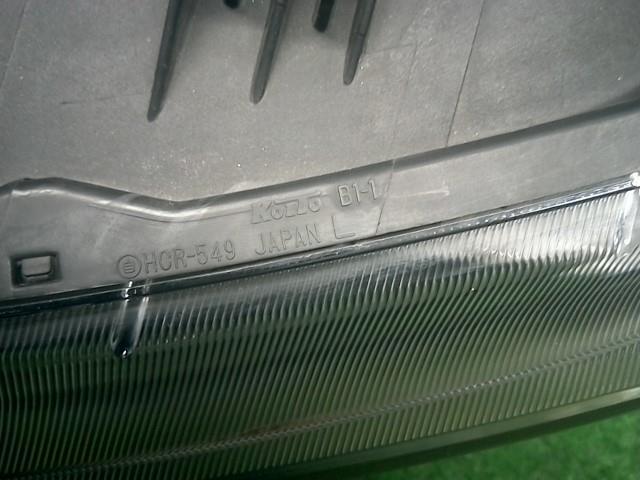 KOITO B1-1
HCR-549 JAPAN L